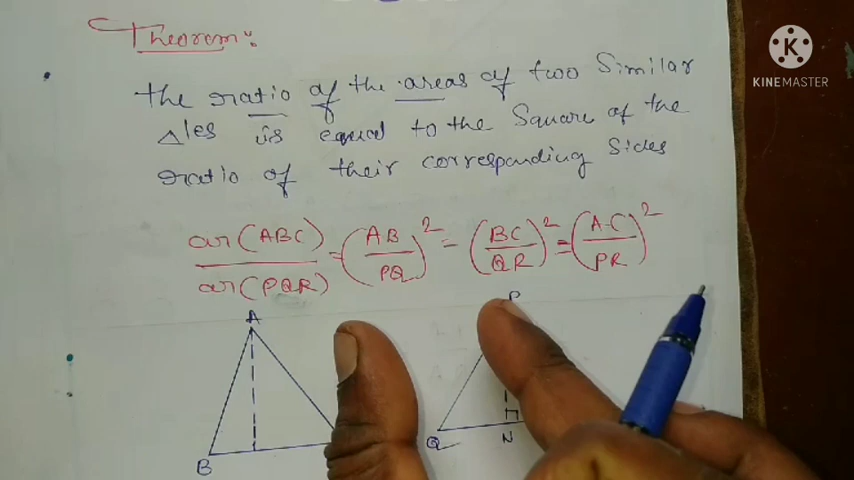 Theorem:
KINEMASTER
the ratio of the areas of two Similar
Δles is equal to the Square of the
ratio of their corresponding Sides
ar(ABC)/ar(PQR) = (AB/PQ)² = (BC/QR)² = (AC/PR)²
A
P
B
Q
N